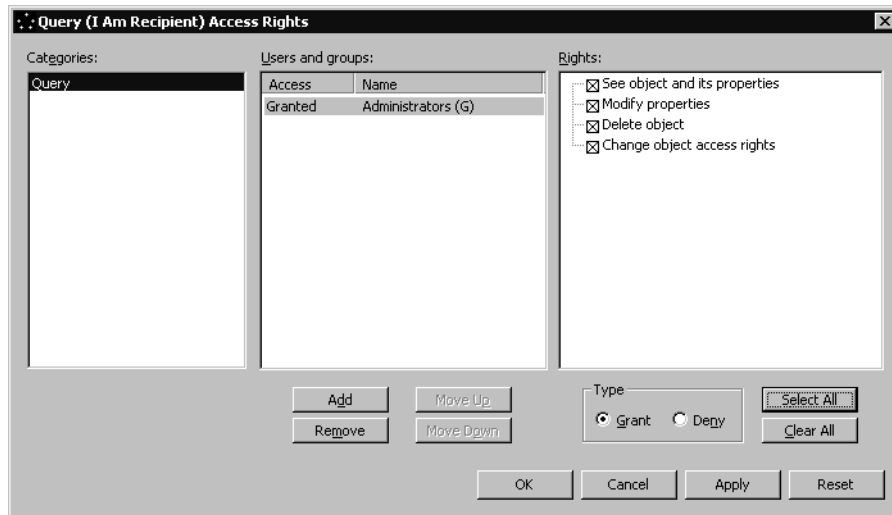 Query (I Am Recipient) Access Rights
Categories:
Query
Users and groups:
Access Name
Granted Administrators (G)
Rights:
See object and its properties
Modify properties
Delete object
Change object access rights
Add
Move Up
Remove
Move Down
Type
Grant Deny
Select All
Clear All
OK
Cancel
Apply
Reset